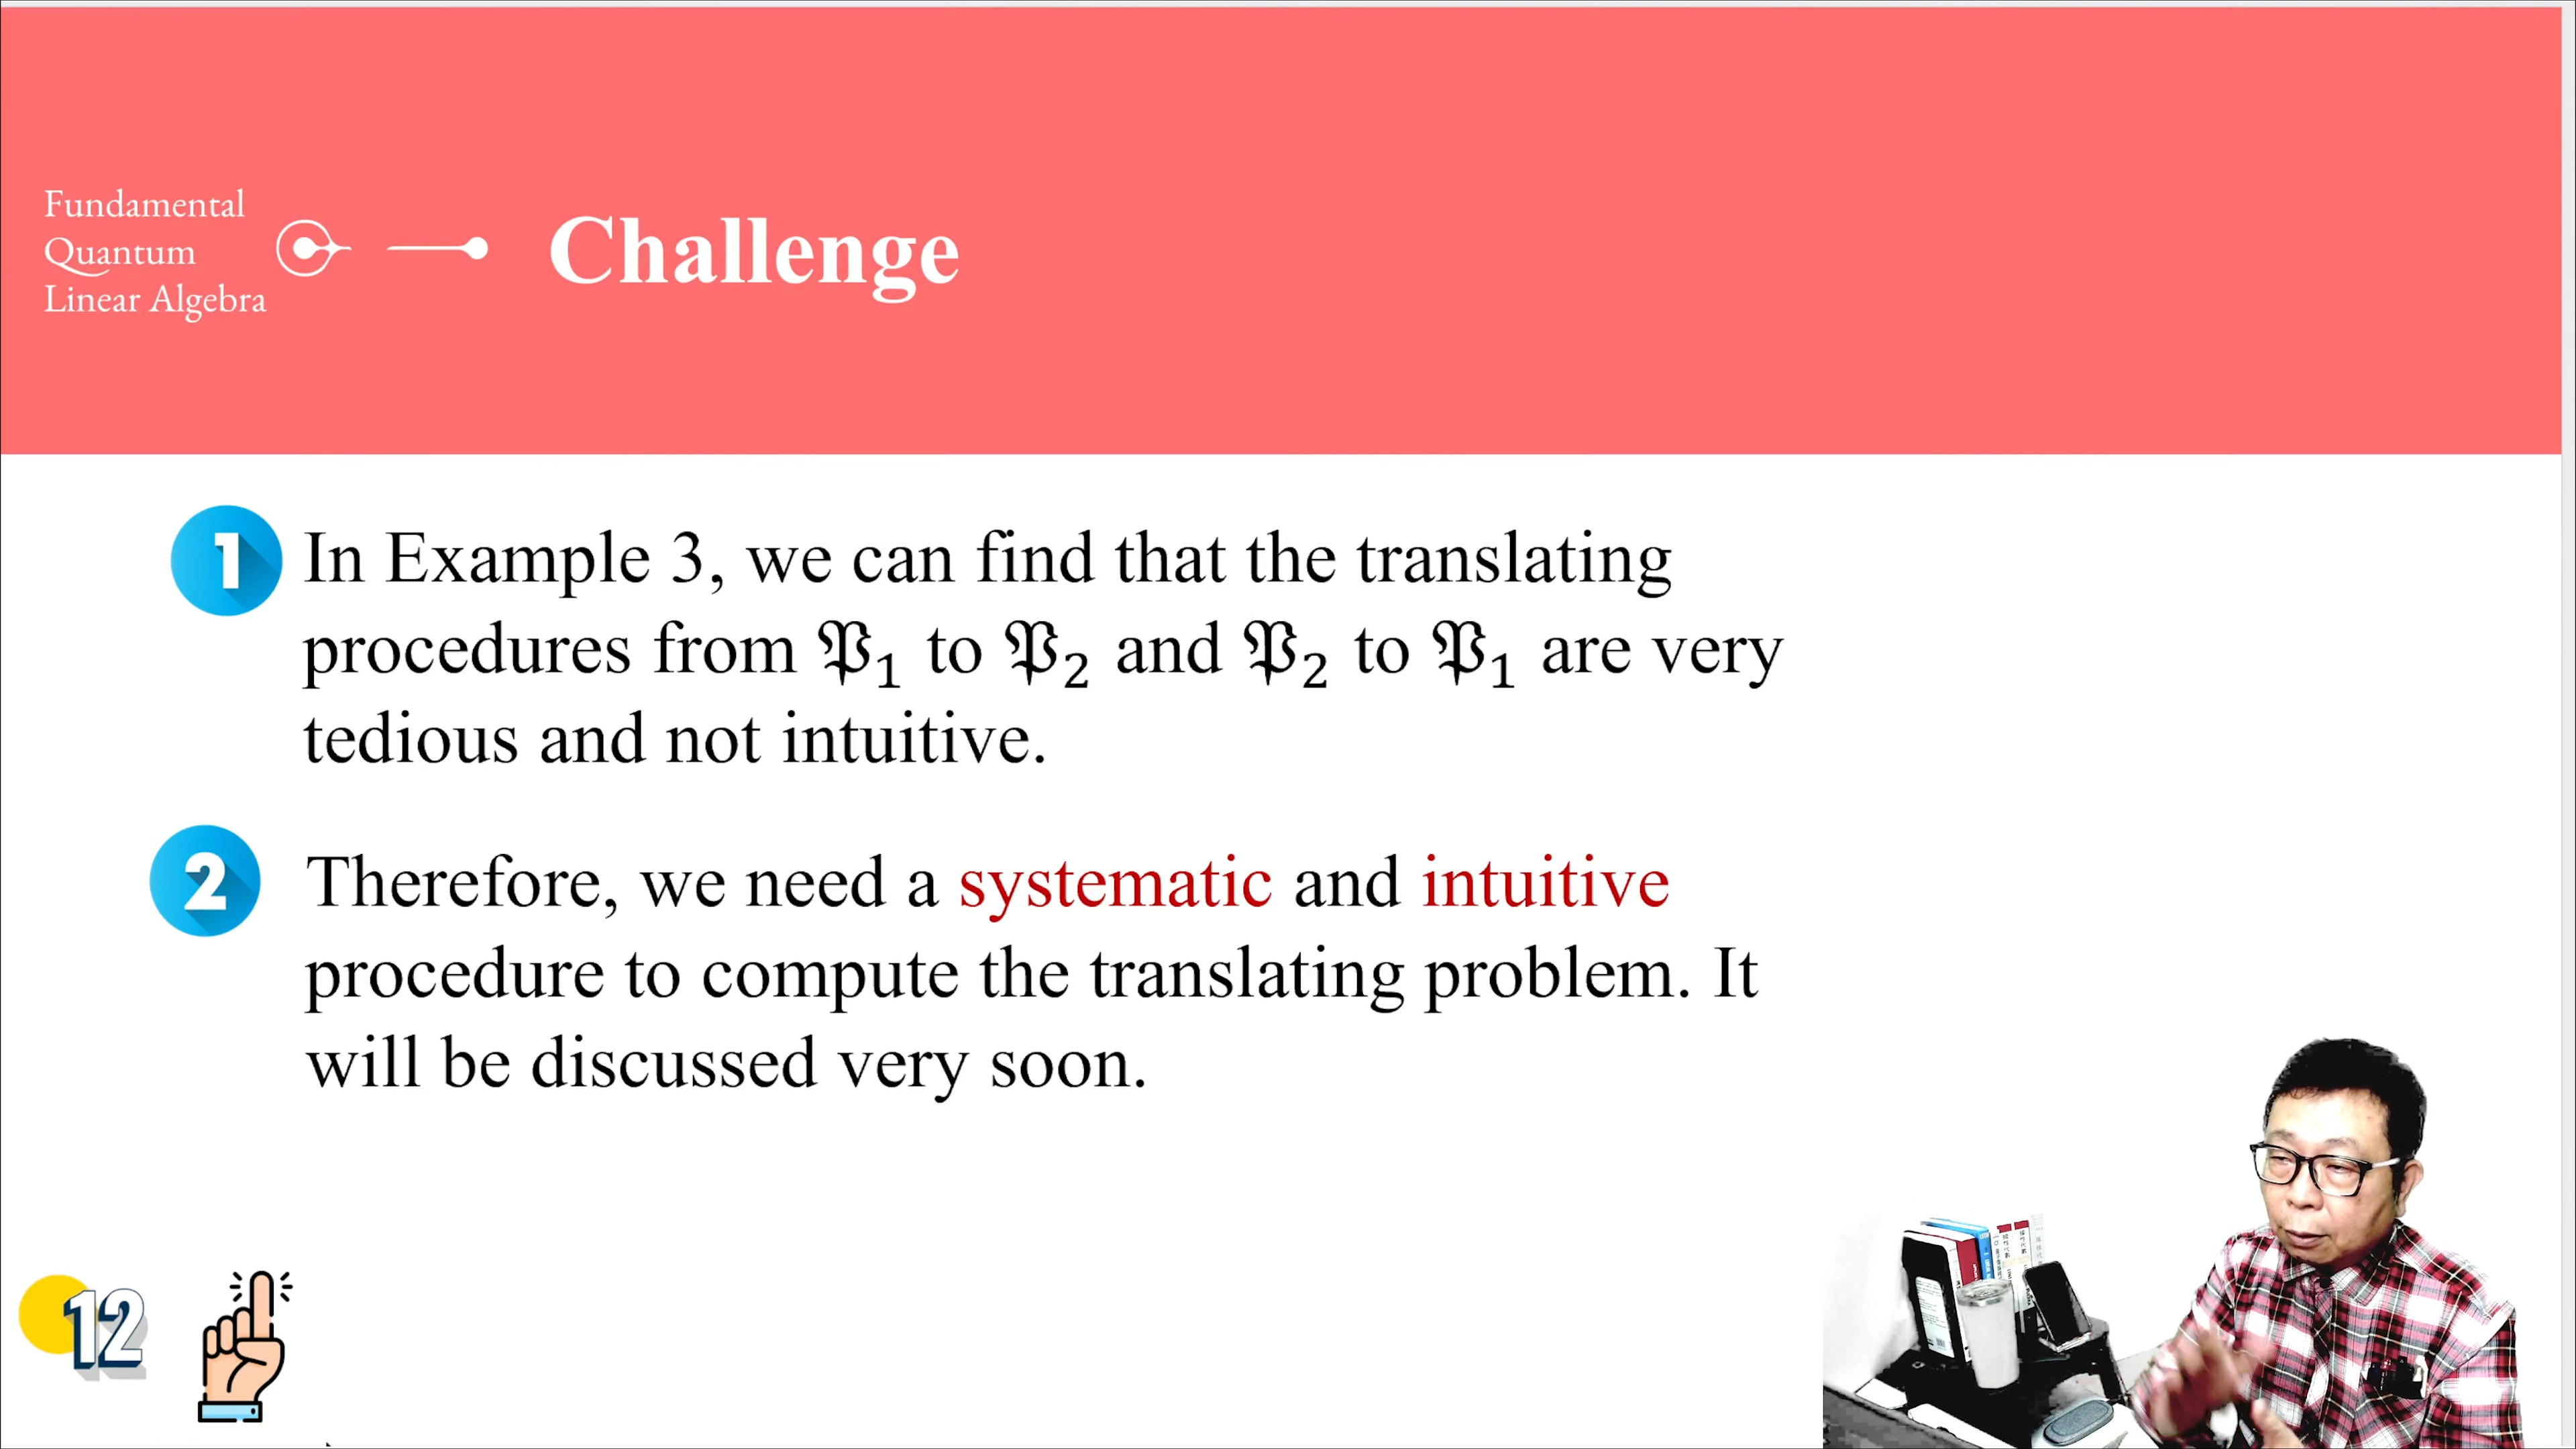 Fundamental
Quantum
Linear Algebra
Challenge
1
In Example 3, we can find that the translating
procedures from 𝔓₁ to 𝔓₂ and 𝔓₂ to 𝔓₁ are very
tedious and not intuitive.
2
Therefore, we need a systematic and intuitive
procedure to compute the translating problem. It
will be discussed very soon.
12